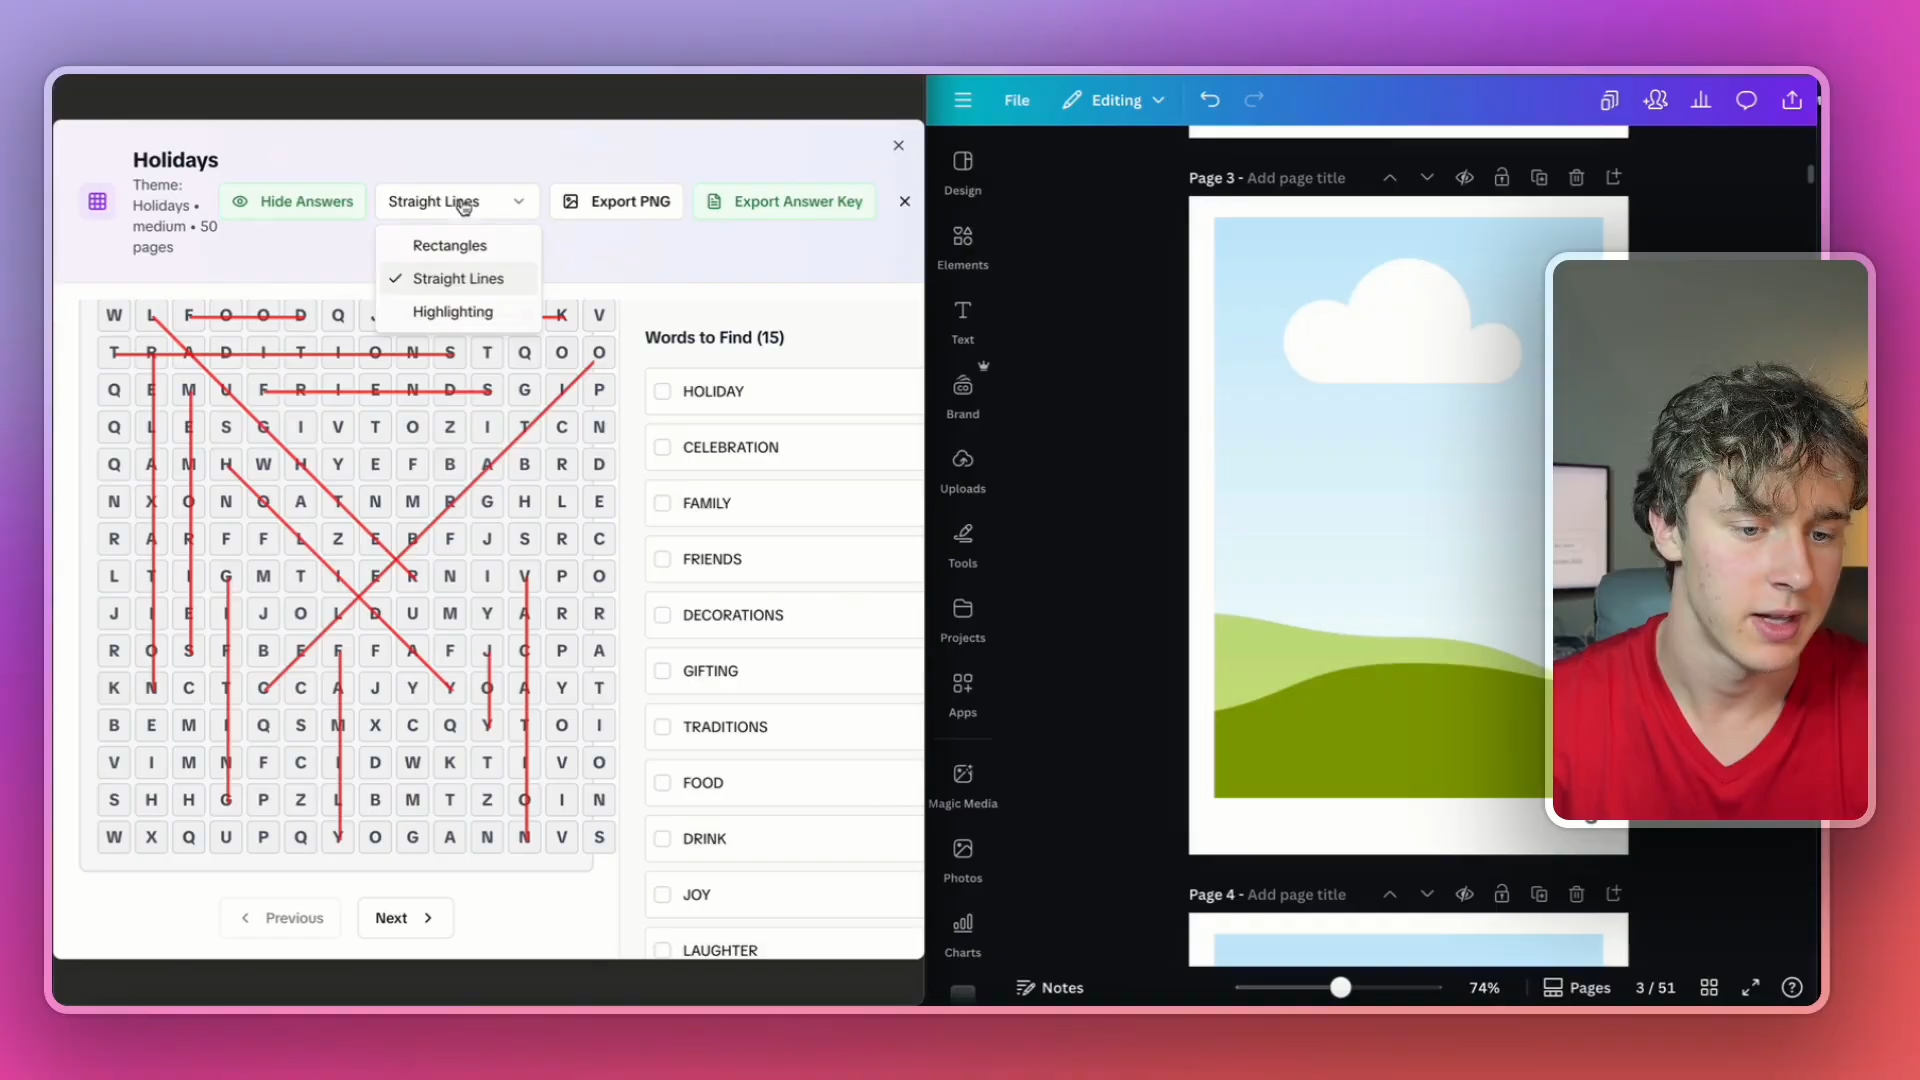 Holidays
Theme:
Holidays •
medium • 50
pages
Hide Answers
Straight Lines
Export PNG
Export Answer Key
Rectangles
Straight Lines
Highlighting
W L F O O D Q K V
T R A D I T I O N S T Q O O
Q E M U F R I E N D S G I P
Q L E S G I V T O Z I T C N
Q A M H W H Y E F B A B R D
N X O N O A T N M R G H L E
R A R F F L Z E B F J S R C
L T I G M T I E R N I V P O
J I E I J O L D U M Y A R R
R O S F B E F F A F J C P A
K N C T C C A J Y Y O A Y T
B E M I Q S M X C Q Y T O I
V I M N F C I D W K T I V O
S H H G P Z L B M T Z O I N
W X Q U P Q Y O G A N N V S
Previous
Next
Words to Find (15)
HOLIDAY
CELEBRATION
FAMILY
FRIENDS
DECORATIONS
GIFTING
TRADITIONS
FOOD
DRINK
JOY
LAUGHTER
File
Editing
Design
Elements
Text
Brand
Uploads
Tools
Projects
Apps
Magic Media
Photos
Charts
Page 3 - Add page title
Page 4 - Add page title
Notes
74%
Pages
3 / 51